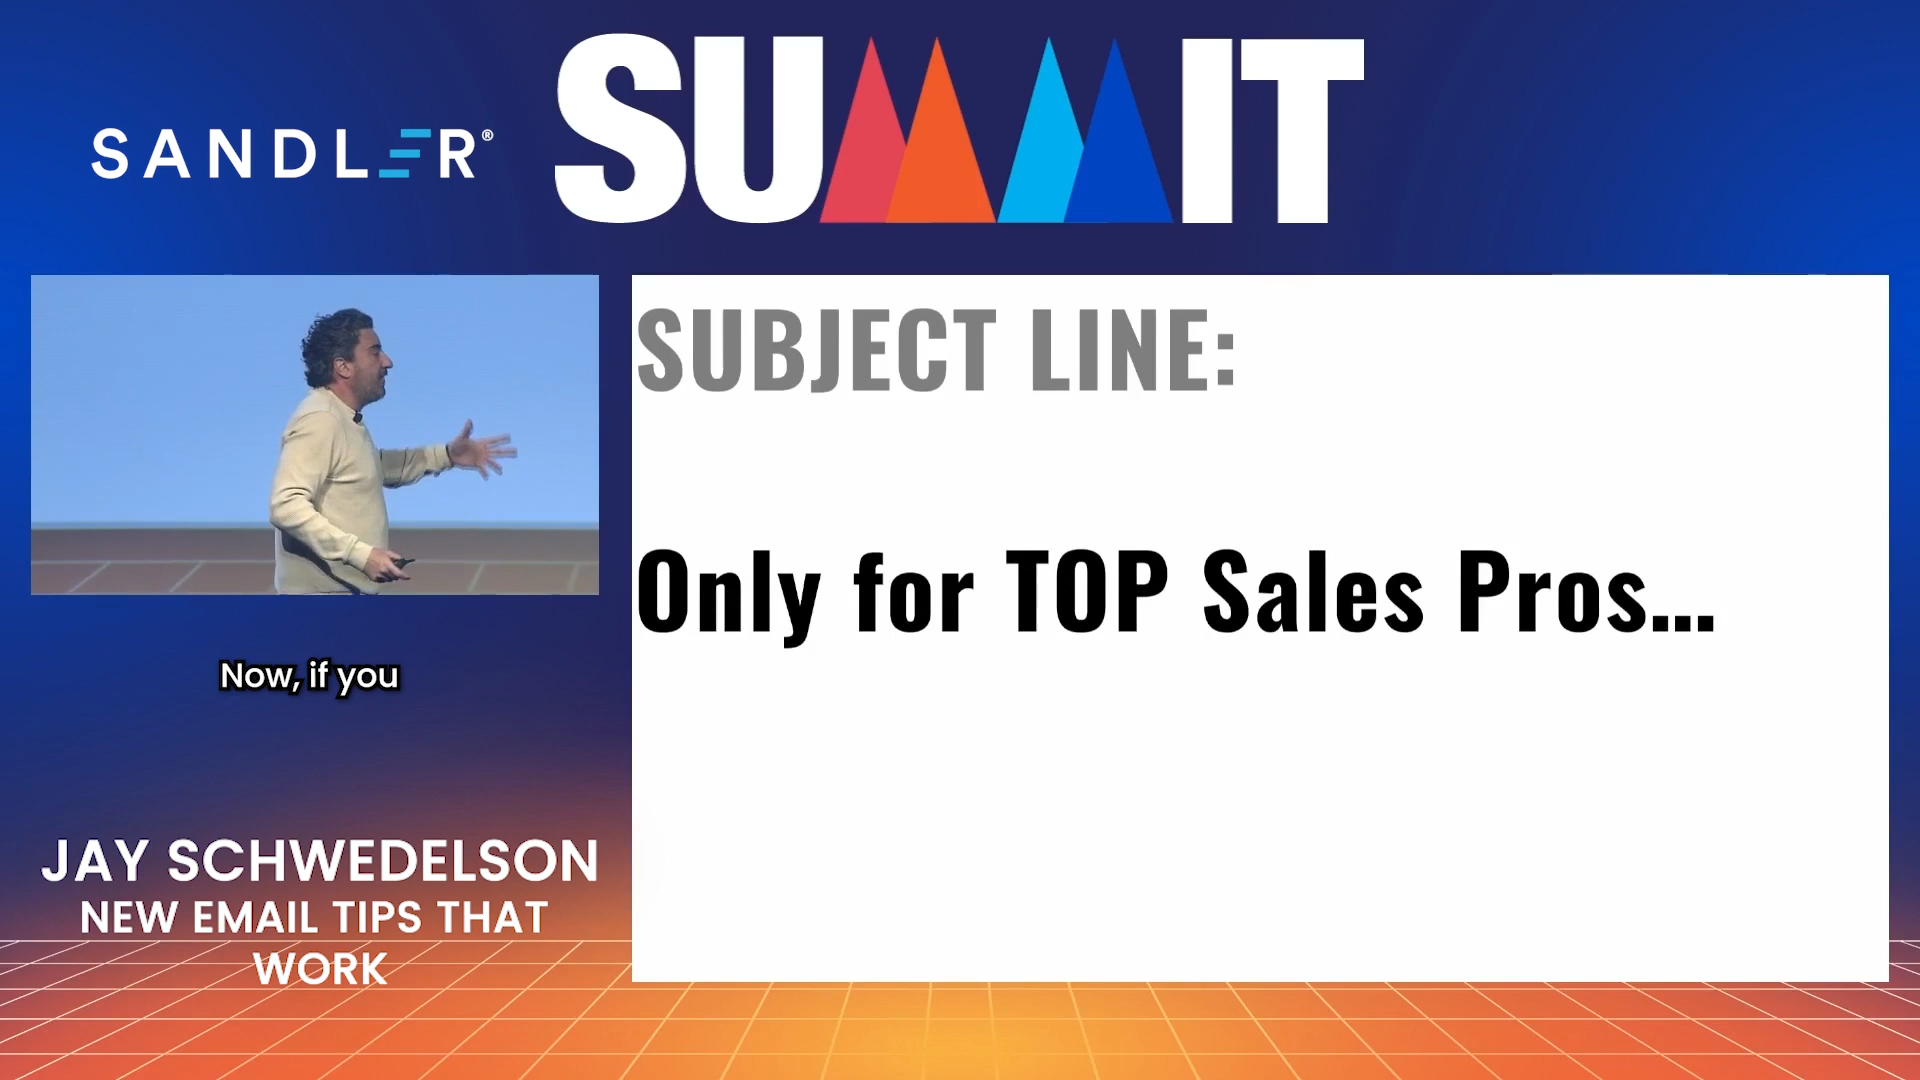 SANDLER®
SUMMIT
SUBJECT LINE:
Only for TOP Sales Pros...
Now, if you
JAY SCHWEDELSON
NEW EMAIL TIPS THAT
WORK